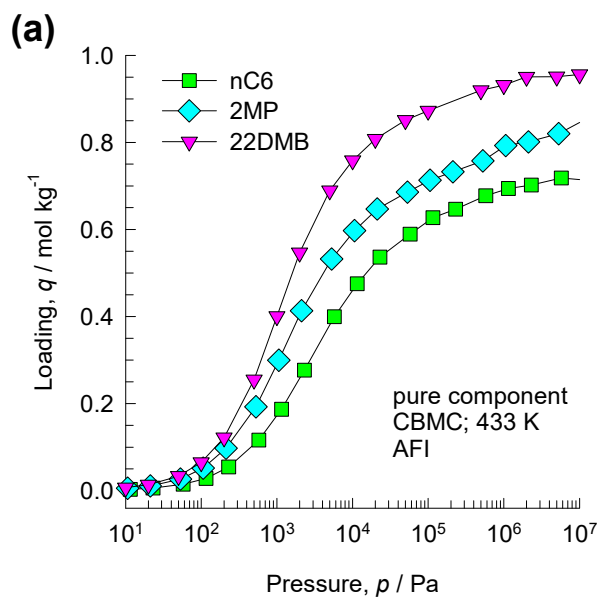 (a)
nC6
2MP
22DMB
1.0
0.8
0.6
0.4
0.2
0.0
Loading, q / mol kg⁻¹
pure component
CBMC; 433 K
AFI
10¹ 10² 10³ 10⁴ 10⁵ 10⁶ 10⁷
Pressure, p / Pa